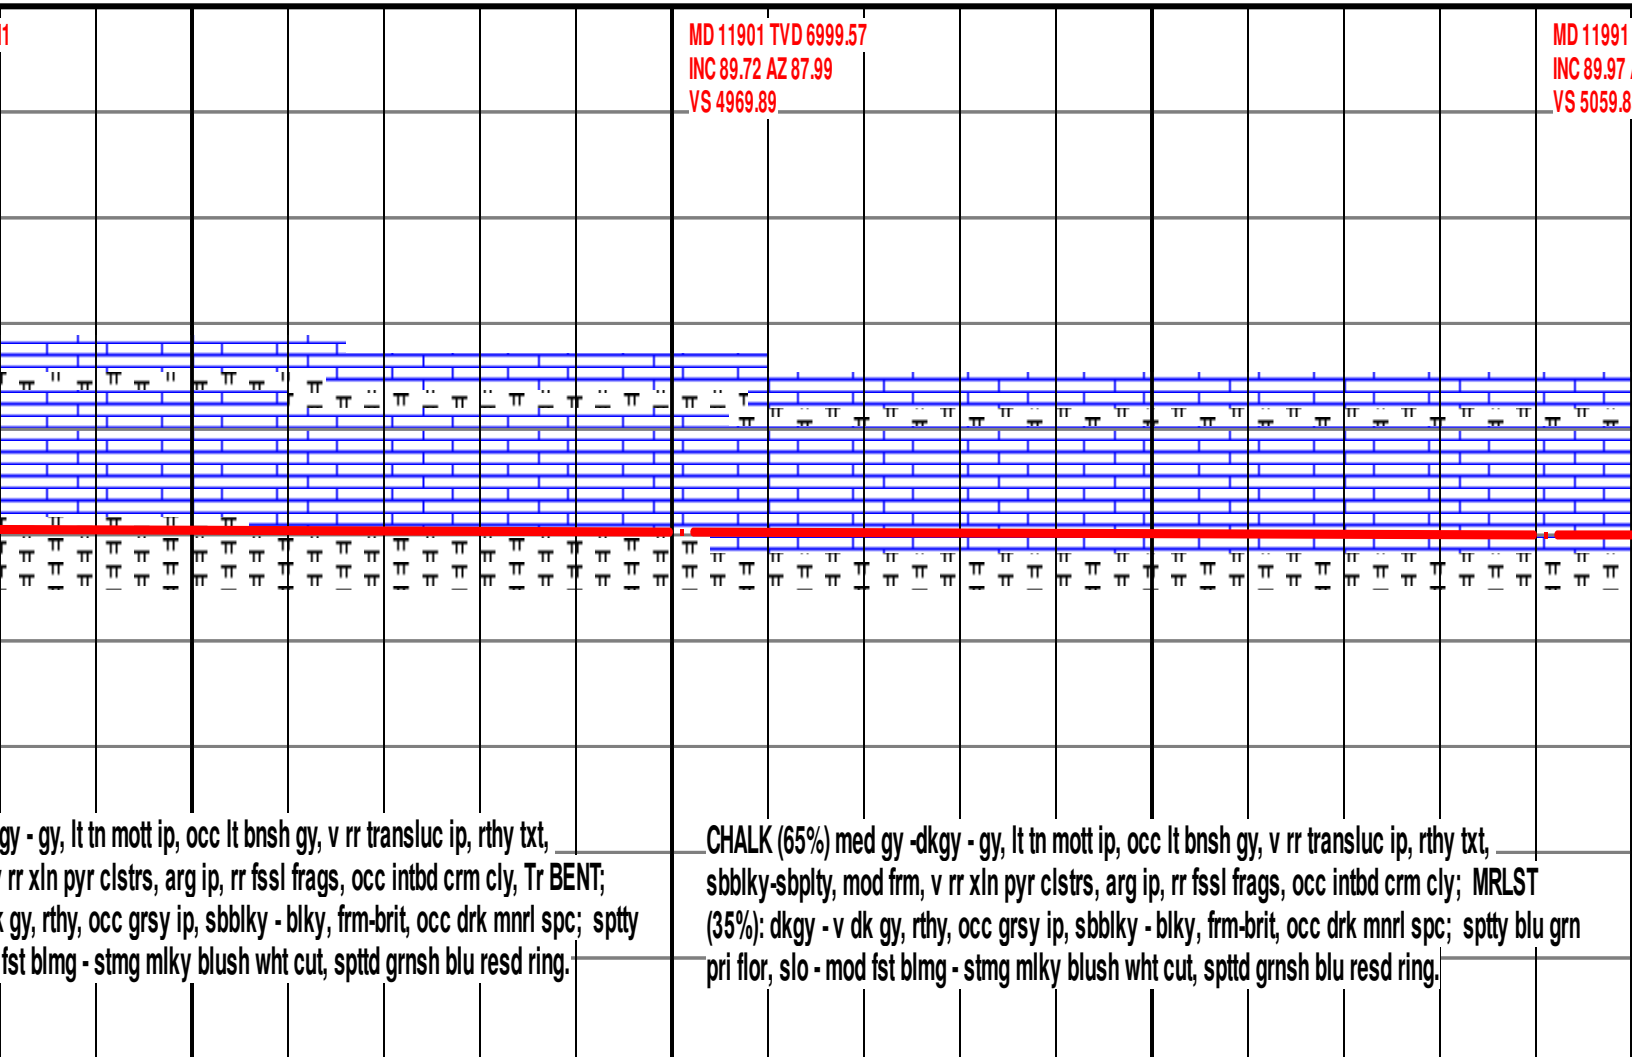 MD 11901 TVD 6999.57
INC 89.72 AZ 87.99
VS 4969.89
MD 11991
INC 89.97
VS 5059.8
gy - gy, lt tn mott ip, occ lt bnsh gy, v rr transluc ip, rthy txt,
rr xln pyr clstrs, arg ip, rr fssl frags, occ intbd crm cly, Tr BENT;
gy, rthy, occ grsy ip, sbblky - blky, frm-brit, occ drk mnrl spc; sptty
fst blmg - stmg mlky blush wht cut, spttd grnsh blu resd ring.
CHALK (65%) med gy -dkgy - gy, lt tn mott ip, occ lt bnsh gy, v rr transluc ip, rthy txt,
sbblky-sbplty, mod frm, v rr xln pyr clstrs, arg ip, rr fssl frags, occ intbd crm cly; MRLST
(35%): dkgy - v dk gy, rthy, occ grsy ip, sbblky - blky, frm-brit, occ drk mnrl spc; sptty blu grn
pri flor, slo - mod fst blmg - stmg mlky blush wht cut, spttd grnsh blu resd ring.